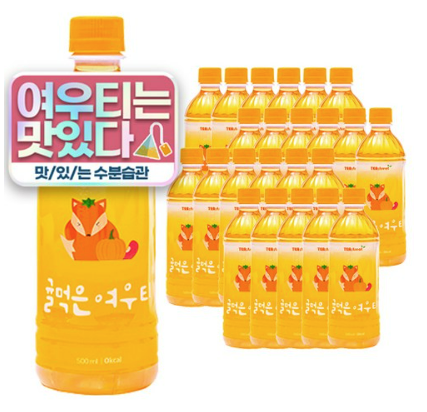 여우티는
맛있다
맛/있/는 수분습관
귤먹은 여우티
500ml | 0kcal